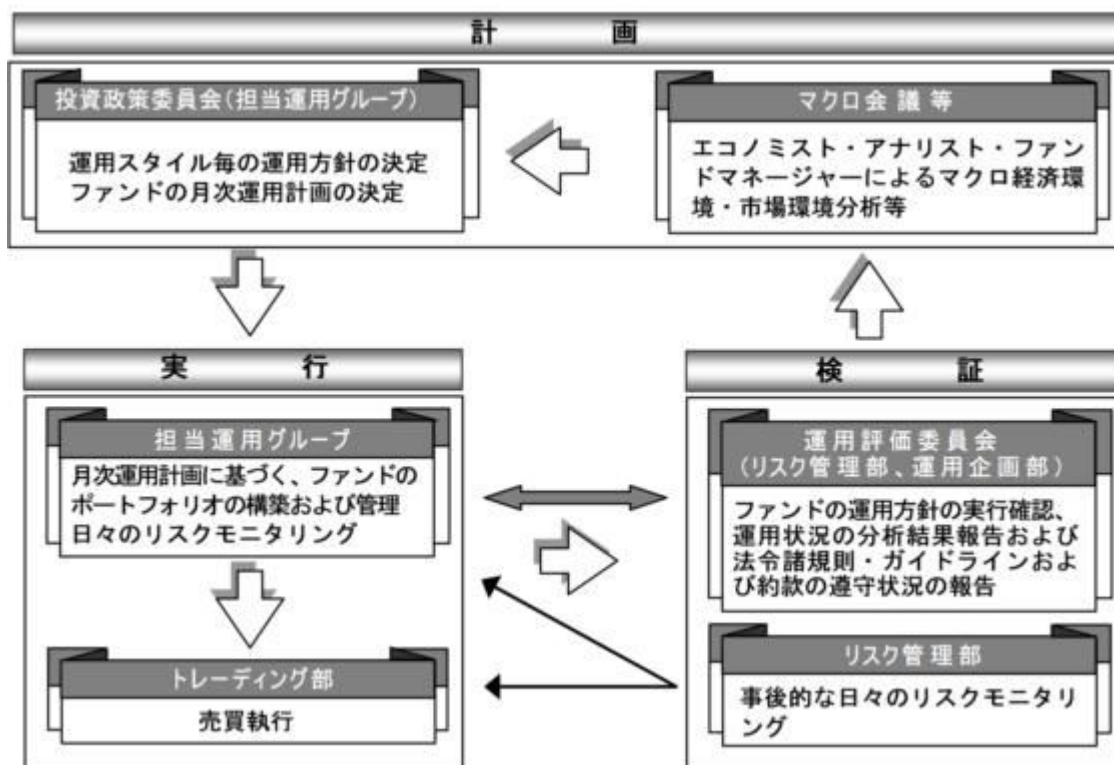 計画
投資政策委員会(担当運用グループ)
運用スタイル毎の運用方針の決定
ファンドの月次運用計画の決定
マクロ会議等
エコノミスト・アナリスト・ファン
ドマネージャーによるマクロ経済環
境・市場環境分析等
実行
担当運用グループ
月次運用計画に基づく、ファンドの
ポートフォリオの構築および管理
日々のリスクモニタリング
トレーディング部
売買執行
検証
運用評価委員会
(リスク管理部、運用企画部)
ファンドの運用方針の実行確認、
運用状況の分析結果報告および
法令諸規則・ガイドラインおよ
び約款の遵守状況の報告
リスク管理部
事後的な日々のリスクモニタリ
ング